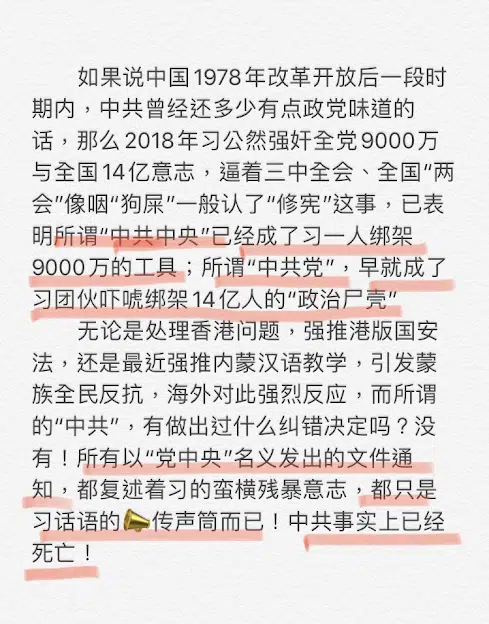 如果说中国1978年改革开放后一段时
期内，中共曾经还多少有点政党味道的
话，那么2018年习公然强奸全党9000万
与全国14亿意志，逼着三中全会、全国“两
会”像咽“狗屎”一般认了“修宪”这事，已表
明所谓“中共中央”已经成了习一人绑架
9000万的工具；所谓“中共党”，早就成了
习团伙吓唬绑架14亿人的“政治尸壳”
无论是处理香港问题，强推港版国安
法，还是最近强推内蒙汉语教学，引发蒙
族全民反抗，海外对此强烈反应，而所谓
的“中共”，有做出过什么纠错决定吗？没
有！所有以“党中央”名义发出的文件通
知，都复述着习的蛮横残暴意志，都只是
习话语的📣传声筒而已！中共事实上已经
死亡！